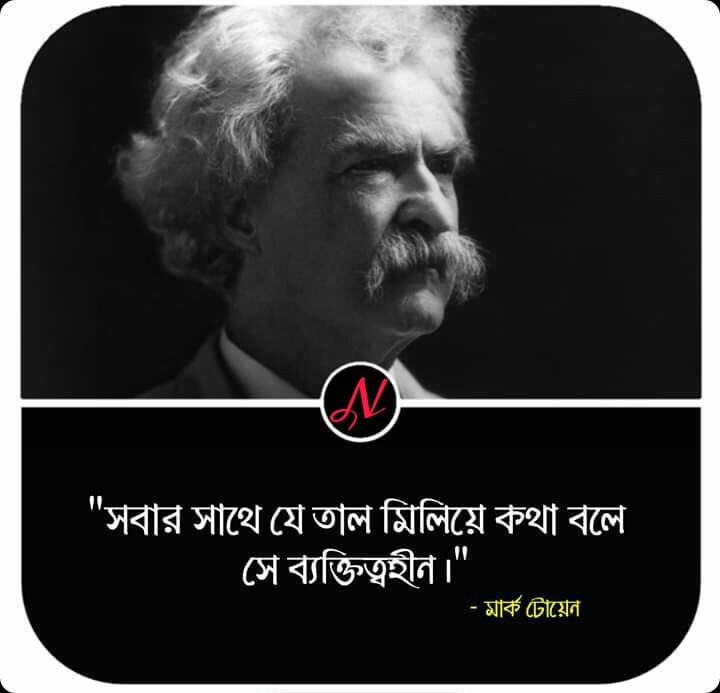 N
"সবার সাথে যে তাল মিলিয়ে কথা বলে
সে ব্যক্তিত্বহীন।"
- মার্ক টোয়েন